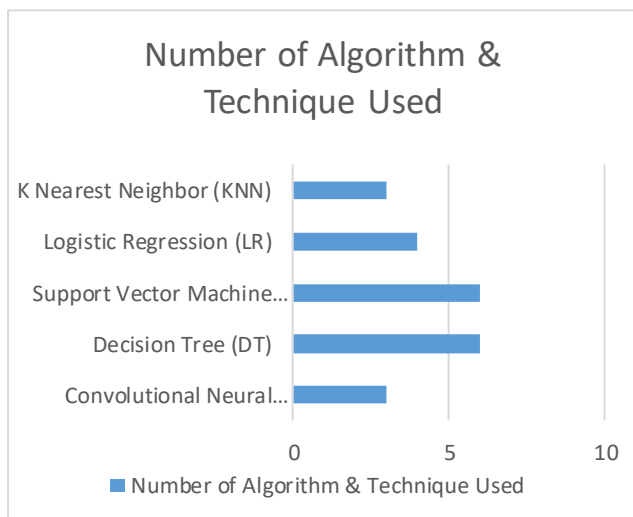 Number of Algorithm &
Technique Used
K Nearest Neighbor (KNN)
Logistic Regression (LR)
Support Vector Machine...
Decision Tree (DT)
Convolutional Neural...
0 5 10
Number of Algorithm & Technique Used